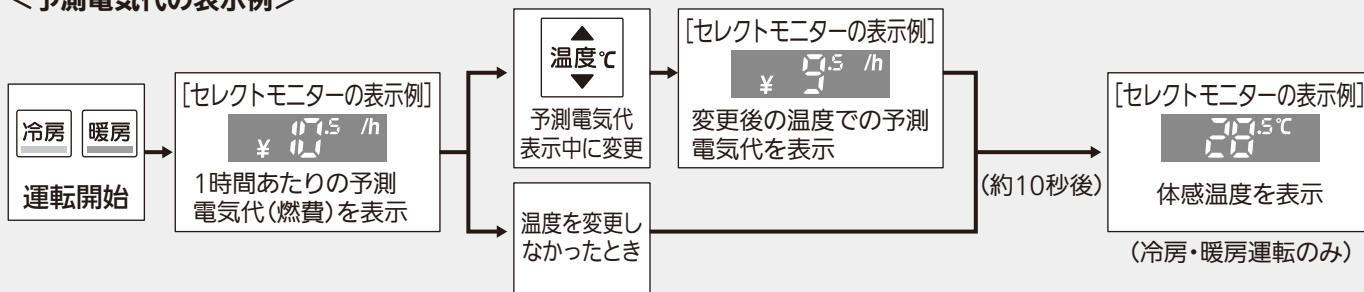 ＜予測電気代の表示例＞
冷房 暖房
運転開始
[セレクトモニターの表示例]
¥ 10.5 /h
1時間あたりの予測
電気代(燃費)を表示
▲
温度℃
▼
予測電気代
表示中に変更
[セレクトモニターの表示例]
¥ 9.5 /h
変更後の温度での予測
電気代を表示
温度を変更し
なかったとき
(約10秒後)
[セレクトモニターの表示例]
28.5℃
体感温度を表示
(冷房・暖房運転のみ)